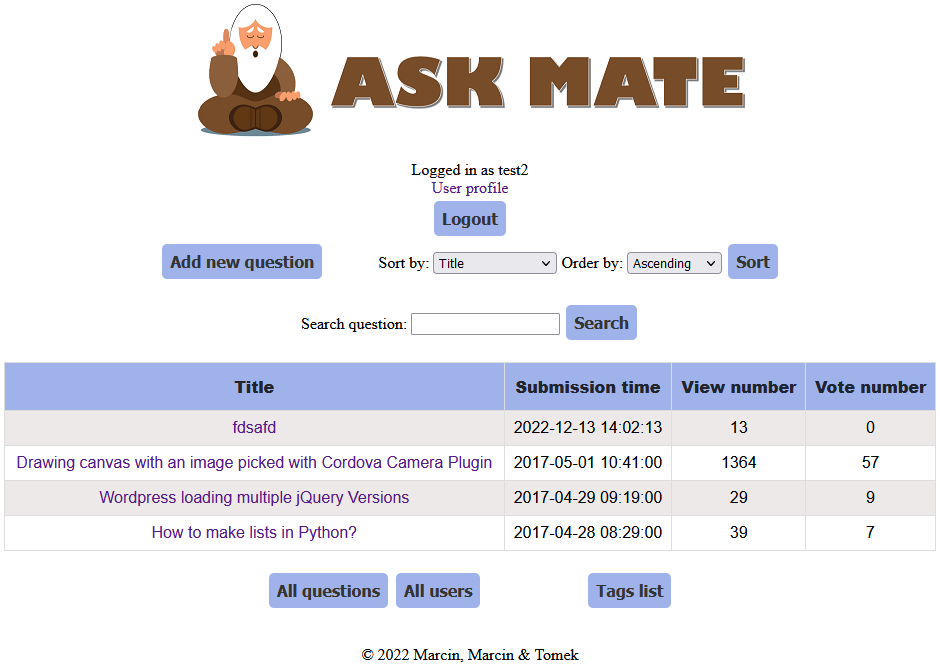 ASK MATE
Logged in as test2
User profile
Logout
Add new question Sort by: Title Order by: Ascending Sort
Search question: Search
Title Submission time View number Vote number
fdsafd 2022-12-13 14:02:13 13 0
Drawing canvas with an image picked with Cordova Camera Plugin 2017-05-01 10:41:00 1364 57
Wordpress loading multiple jQuery Versions 2017-04-29 09:19:00 29 9
How to make lists in Python? 2017-04-28 08:29:00 39 7
All questions All users Tags list
© 2022 Marcin, Marcin & Tomek